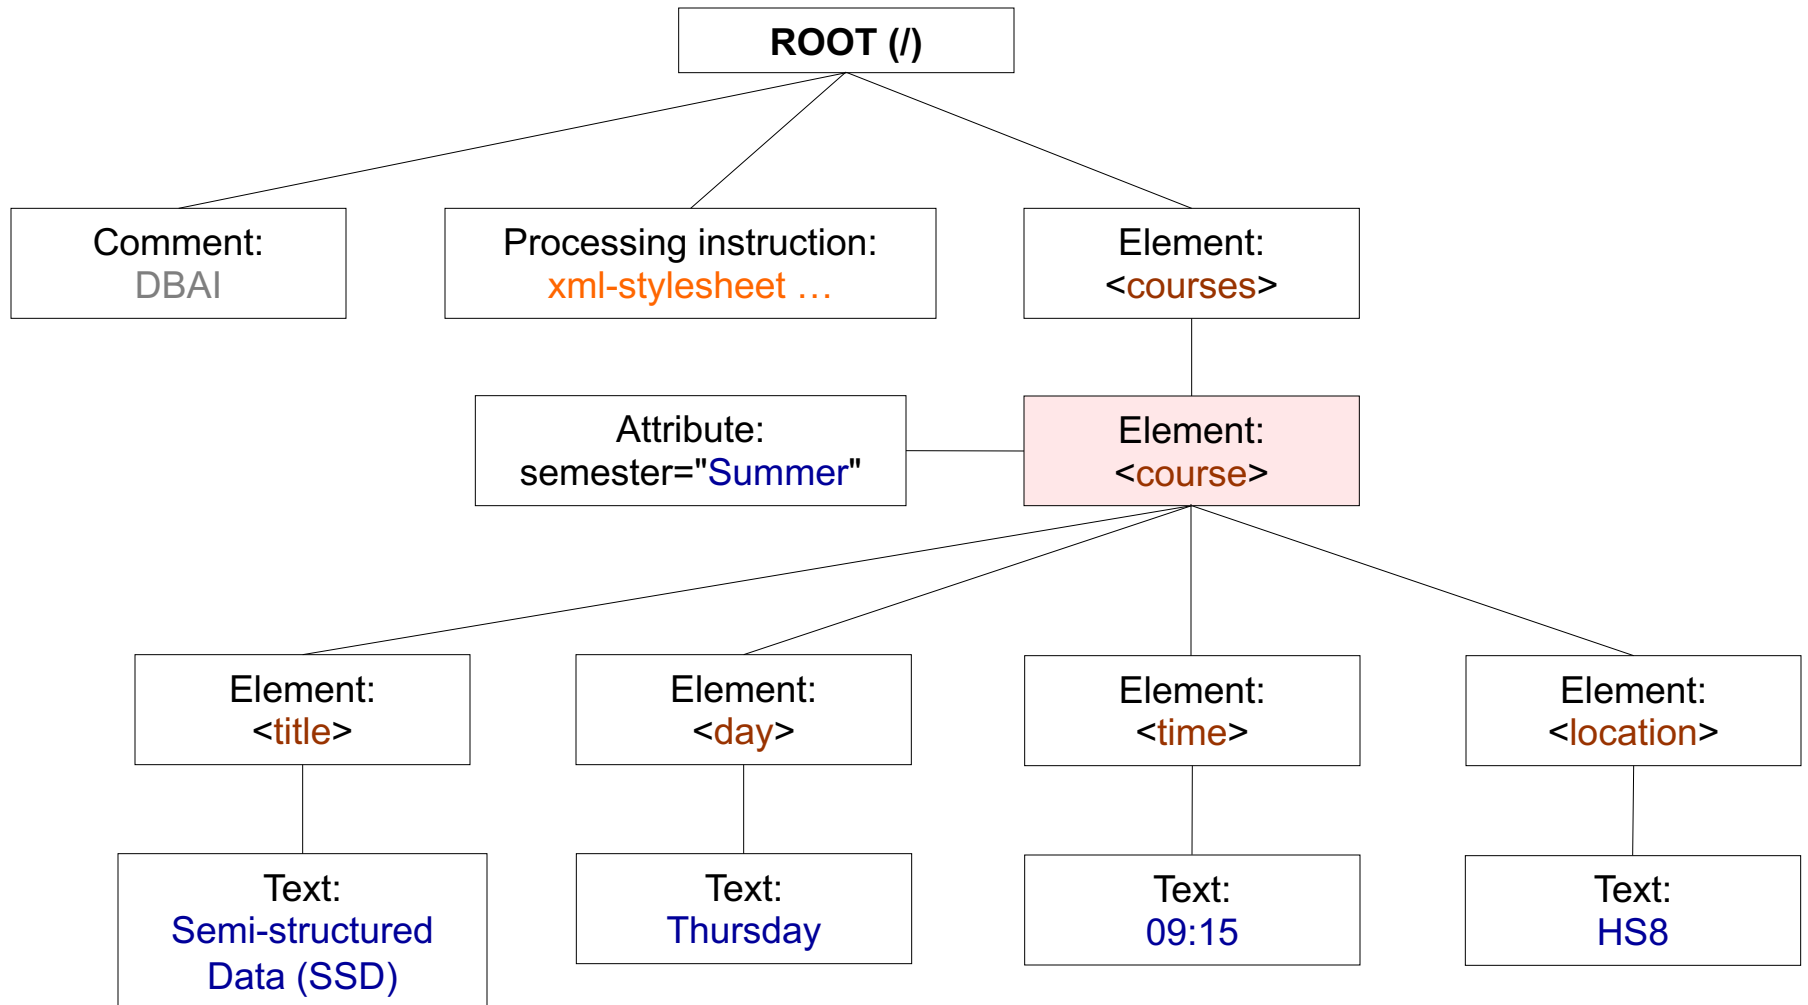 ROOT (/)
Comment:
DBAI
Processing instruction:
xml-stylesheet …
Element:
<courses>
Attribute:
semester="Summer"
Element:
<course>
Element:
<title>
Element:
<day>
Element:
<time>
Element:
<location>
Text:
Semi-structured
Data (SSD)
Text:
Thursday
Text:
09:15
Text:
HS8